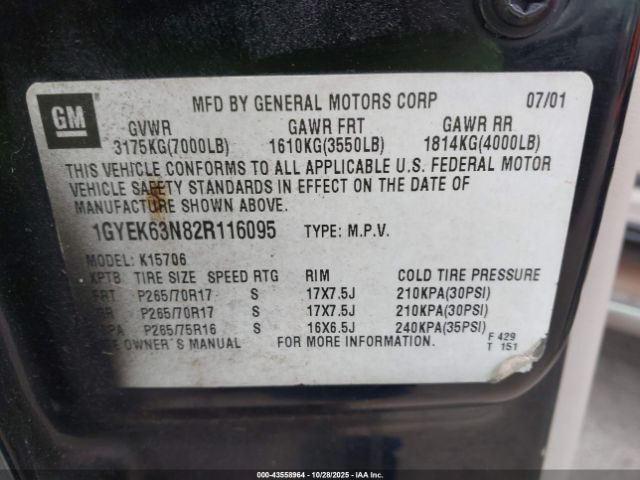 GM
MFD BY GENERAL MOTORS CORP 07/01
GVWR GAWR FRT GAWR RR
3175KG(7000LB) 1610KG(3550LB) 1814KG(4000LB)
THIS VEHICLE CONFORMS TO ALL APPLICABLE U.S. FEDERAL MOTOR
VEHICLE SAFETY STANDARDS IN EFFECT ON THE DATE OF
MANUFACTURE SHOWN ABOVE.
1GYEK63N82R116095 TYPE: M.P.V.
MODEL: K15706
KPTB TIRE SIZE SPEED RTG RIM COLD TIRE PRESSURE
FRT P265/70R17 S 17X7.5J 210KPA(30PSI)
RR P265/70R17 S 17X7.5J 210KPA(30PSI)
PA P265/75R16 S 16X6.5J 240KPA(35PSI)
OWNER'S MANUAL FOR MORE INFORMATION.
F 429
T 151
000-43558964 | 10/28/2025 - IAA, Inc.